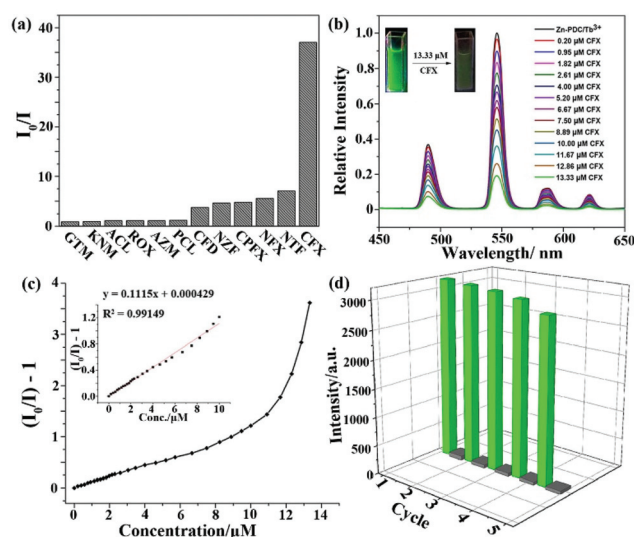 (a)
I₀/I
40
30
20
10
0
GTM
KNM
ACL
ROX
AZM
PCL
CFD
NZF
CPFX
NFX
NTF
CFX
(b)
Relative Intensity
1.0
0.8
0.6
0.4
0.2
0.0
450
500
550
600
650
Wavelength/ nm
13.33 μM
CFX
Zn-PDC/Tb³⁺
0.20 μM CFX
0.95 μM CFX
1.82 μM CFX
2.61 μM CFX
4.00 μM CFX
5.20 μM CFX
6.67 μM CFX
7.50 μM CFX
8.89 μM CFX
10.00 μM CFX
11.67 μM CFX
12.86 μM CFX
13.33 μM CFX
(c)
(I₀/I) - 1
4
3
2
1
0
0 2 4 6 8 10 12 14
Concentration/μM
y = 0.1115x + 0.000429
R² = 0.99149
(I₀/I) - 1
1.2
0.8
0.4
0.0
0 2 4 6 8 10
Conc./μM
(d)
Intensity/a.u.
3000
2500
2000
1500
1000
500
0
1
2
3
4
5
Cycle